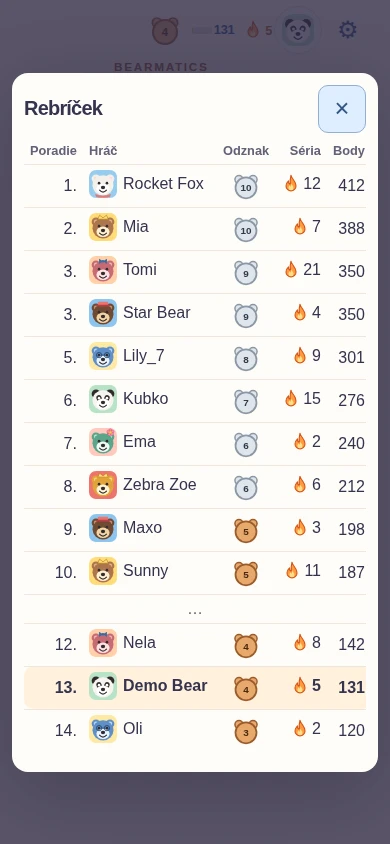 4 131 5
BEARMATICS
Rebríček ×
Poradie Hráč Odznak Séria Body
1. Rocket Fox 10 12 412
2. Mia 10 7 388
3. Tomi 9 21 350
3. Star Bear 9 4 350
5. Lily_7 8 9 301
6. Kubko 7 15 276
7. Ema 6 2 240
8. Zebra Zoe 6 6 212
9. Maxo 5 3 198
10. Sunny 5 11 187
...
12. Nela 4 8 142
13. Demo Bear 4 5 131
14. Oli 3 2 120